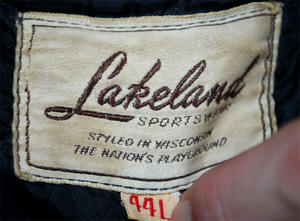 Lakeland
SPORTSWEAR
STYLED IN WISCONSIN
THE NATION'S PLAYGROUND
44L